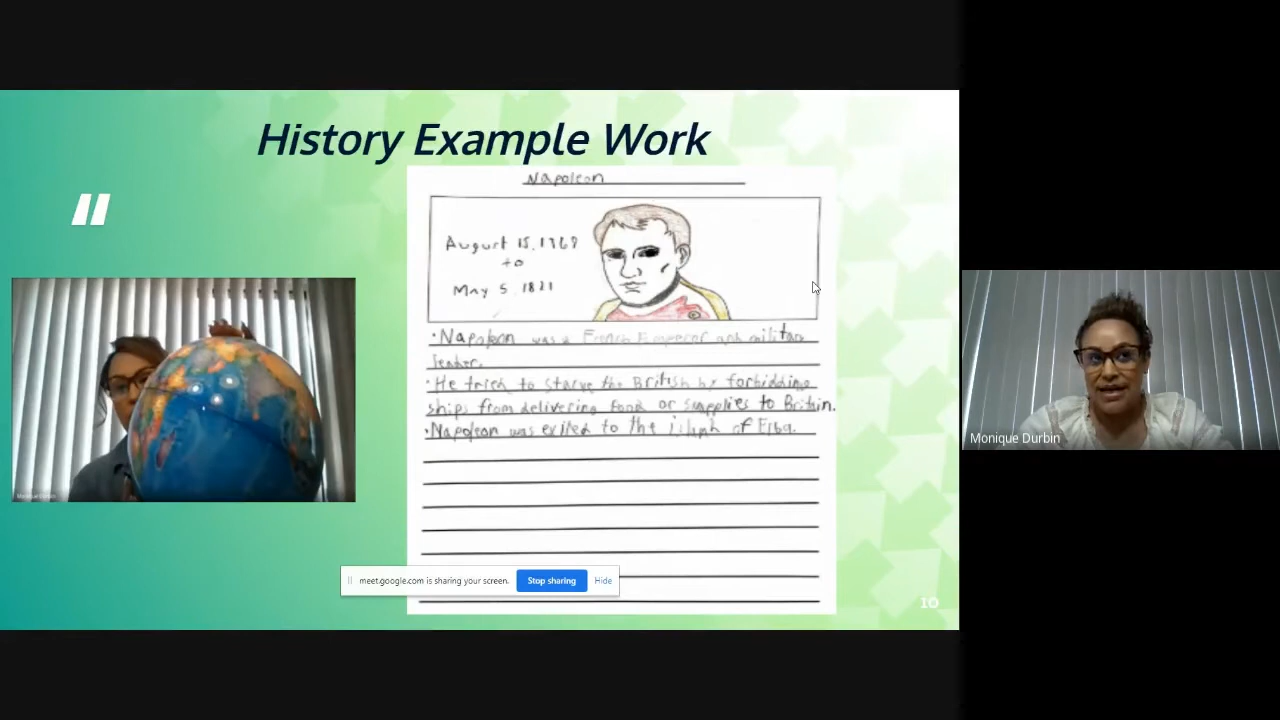 History Example Work
"
Napoleon
August 15, 1769
to
May 5, 1821
• Napoleon was a French Emperor and military
leader.
• He tried to starve the British by forbidding
ships from delivering food or supplies to Britain.
• Napoleon was exiled to the island of Elba.
Monique Durbin
Monique Durbin
meet.google.com is sharing your screen.
Stop sharing
Hide
10